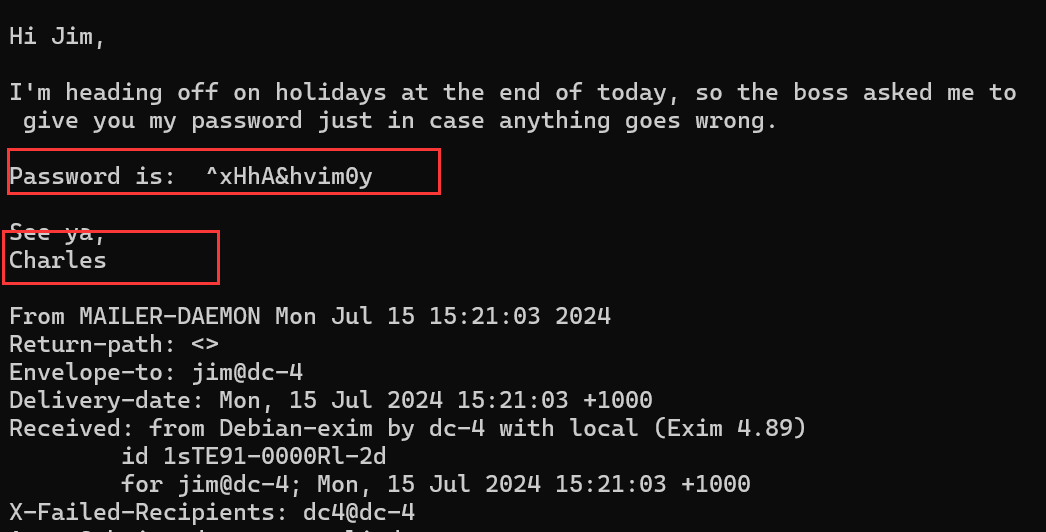 Hi Jim,
I'm heading off on holidays at the end of today, so the boss asked me to
give you my password just in case anything goes wrong.
Password is:  ^xHhA&hvim0y
See ya,
Charles
From MAILER-DAEMON Mon Jul 15 15:21:03 2024
Return-path: <>
Envelope-to: jim@dc-4
Delivery-date: Mon, 15 Jul 2024 15:21:03 +1000
Received: from Debian-exim by dc-4 with local (Exim 4.89)
id 1sTE91-0000Rl-2d
for jim@dc-4; Mon, 15 Jul 2024 15:21:03 +1000
X-Failed-Recipients: dc4@dc-4